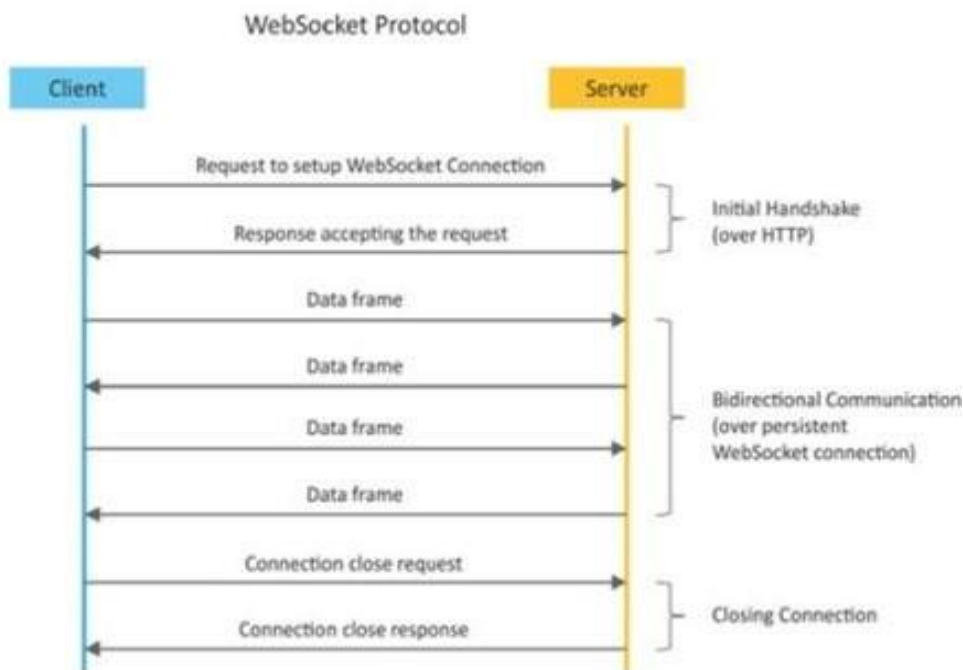 WebSocket Protocol
Client
Server
Request to setup WebSocket Connection
Response accepting the request
Initial Handshake
(over HTTP)
Data frame
Data frame
Data frame
Data frame
Bidirectional Communication
(over persistent
WebSocket connection)
Connection close request
Connection close response
Closing Connection